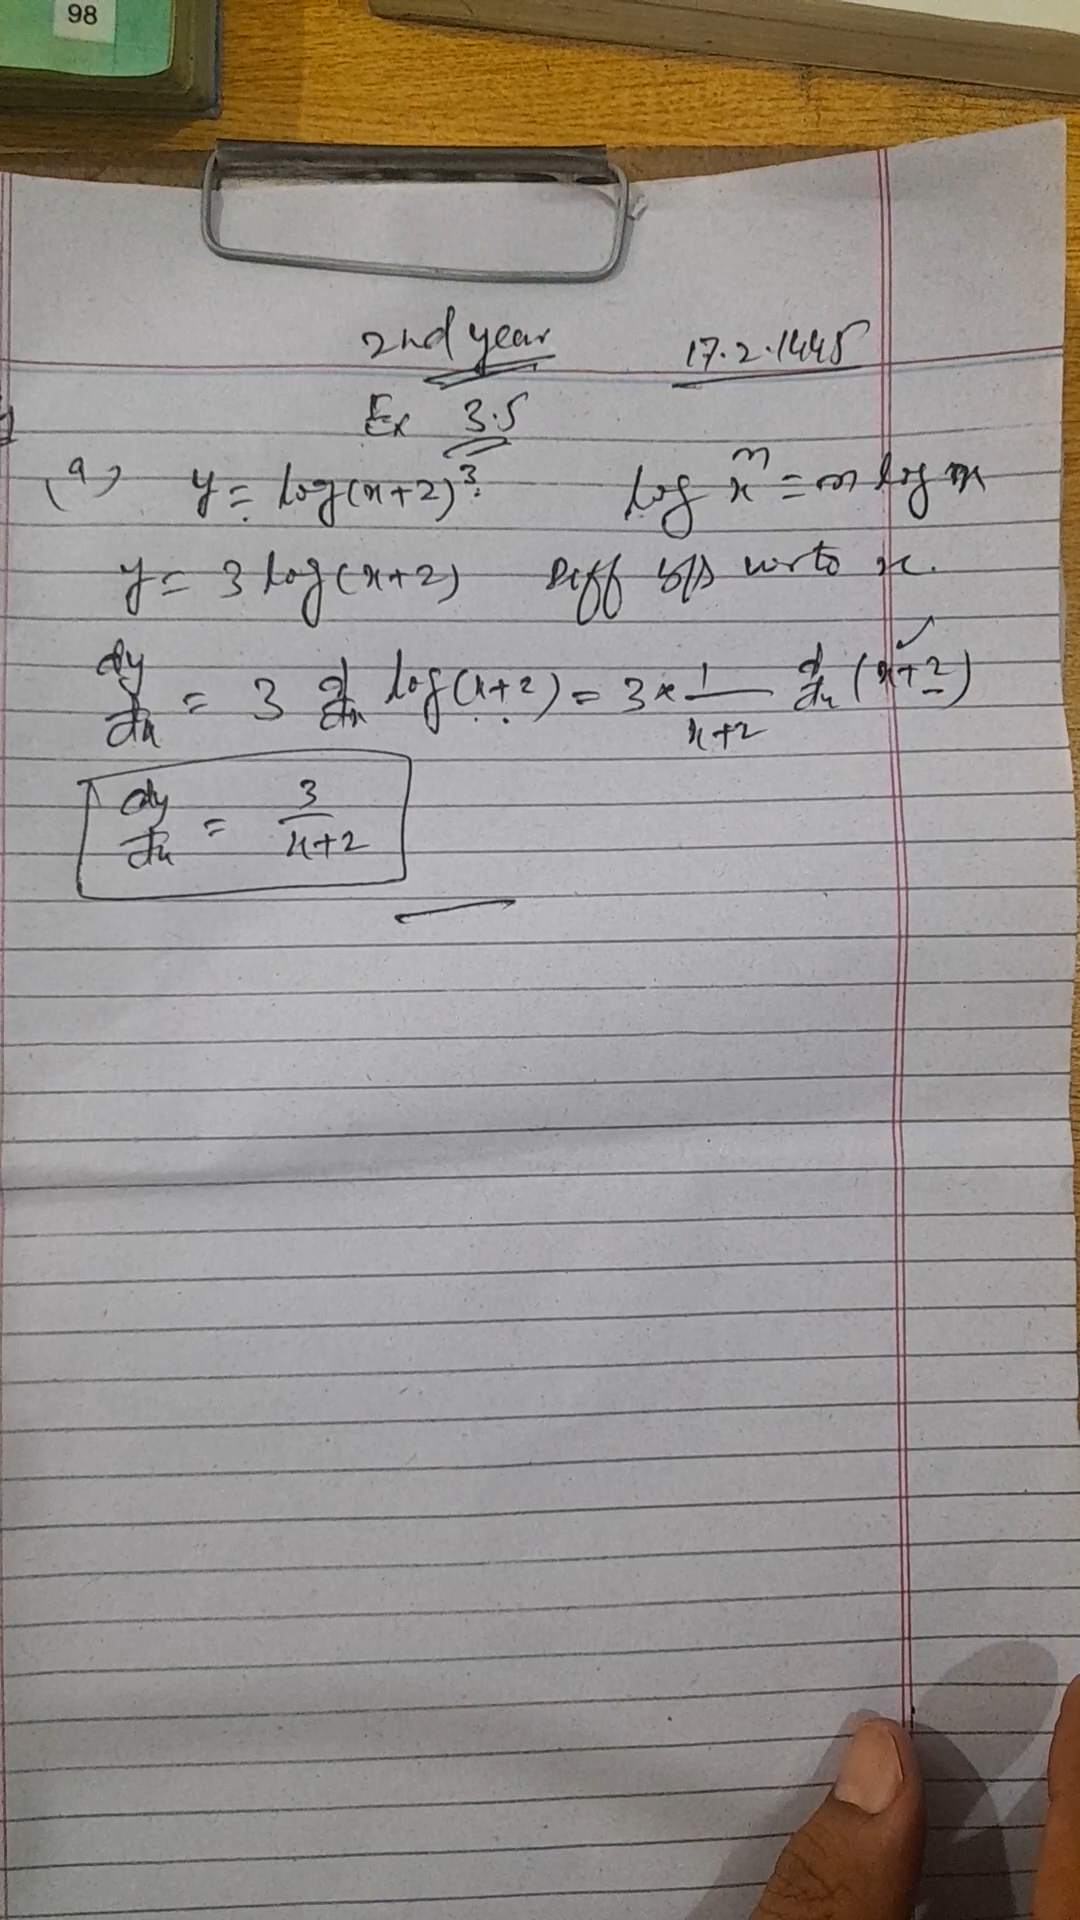 98
2nd year 17.2.1445
Ex 3.5
(9) y = log(x+2)³ log x^m = m log x
y = 3 log(x+2) Diff b/s w.r.to x.
dy/dx = 3 d/dx log(x+2) = 3 × 1/(x+2) d/dx (x+2)
dy/dx = 3/(x+2)